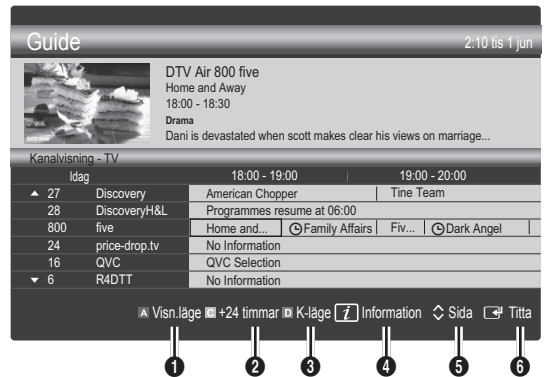 Guide 2:10 tis 1 jun
DTV Air 800 five
Home and Away
18:00 - 18:30
Drama
Dani is devastated when scott makes clear his views on marriage...
800 five
Kanalvisning - TV
Idag 18:00 - 19:00 19:00 - 20:00
▲ 27 Discovery American Chopper Tine Team
28 DiscoveryH&L Programmes resume at 06:00
800 five Home and... Family Affairs Fiv... Dark Angel
24 price-drop.tv No Information
16 QVC QVC Selection
▼ 6 R4DTT No Information
A Visn.läge C +24 timmar D K-läge i Information Sida Titta
1 2 3 4 5 6